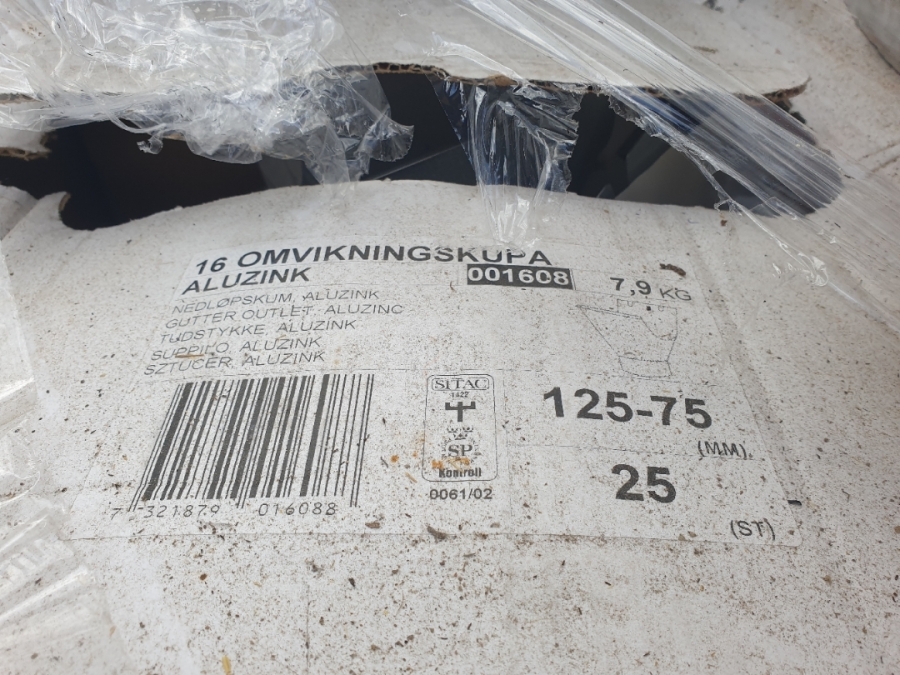 16 OMVIKNINGSKUPA
ALUZINK
001608
7,9 KG
NEDLØPSKUM, ALUZINK
GUTTER OUTLET, ALUZINC
TUDSTYKKE, ALUZINK
SUPPILO, ALUZINK
SZTUCER, ALUZINK
125-75
(MM)
25
(ST)
SITAC
1422
SP
Kontroll
0061/02
7 321879 016088